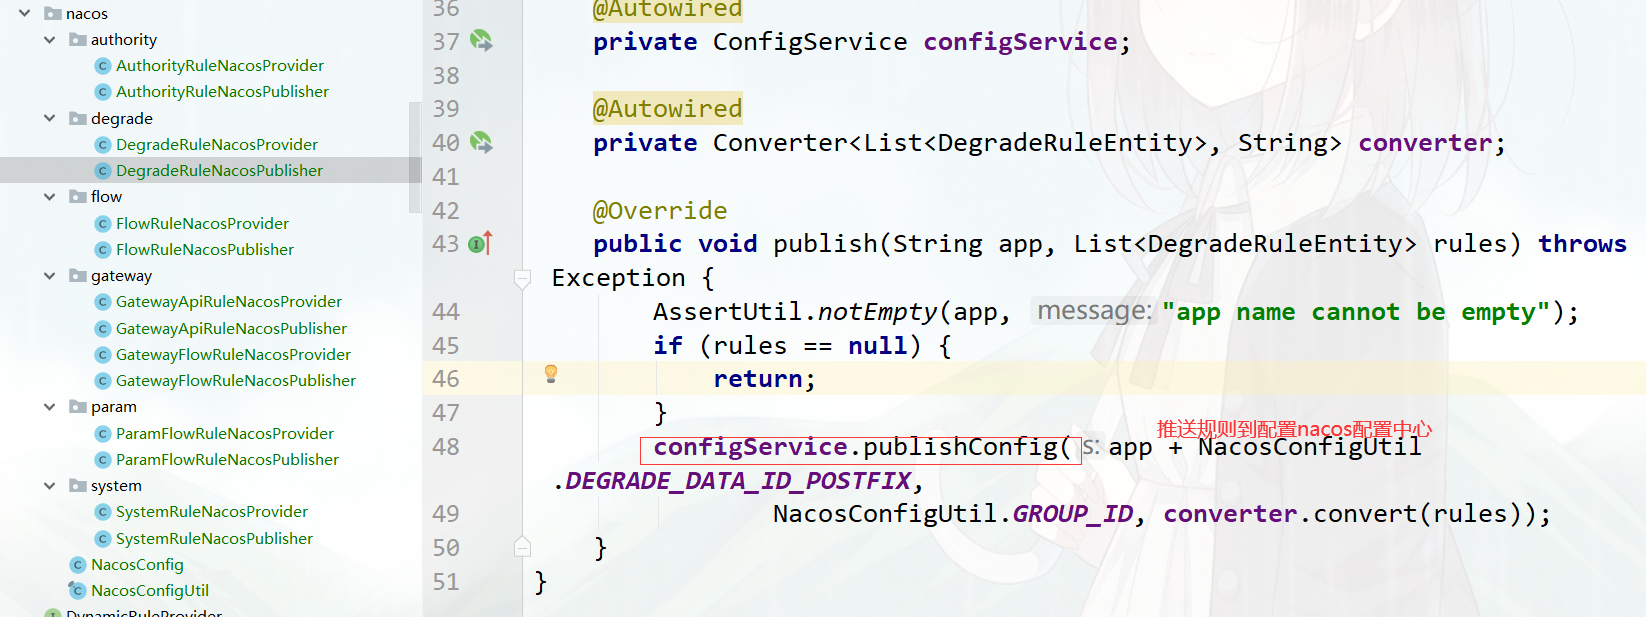 nacos
authority
AuthorityRuleNacosProvider
AuthorityRuleNacosPublisher
degrade
DegradeRuleNacosProvider
DegradeRuleNacosPublisher
flow
FlowRuleNacosProvider
FlowRuleNacosPublisher
gateway
GatewayApiRuleNacosProvider
GatewayApiRuleNacosPublisher
GatewayFlowRuleNacosProvider
GatewayFlowRuleNacosPublisher
param
ParamFlowRuleNacosProvider
ParamFlowRuleNacosPublisher
system
SystemRuleNacosProvider
SystemRuleNacosPublisher
NacosConfig
NacosConfigUtil
DynamicRuleProvider
36 @Autowired
37 private ConfigService configService;
38
39 @Autowired
40 private Converter<List<DegradeRuleEntity>, String> converter;
41
42 @Override
43 public void publish(String app, List<DegradeRuleEntity> rules) throws
Exception {
44 AssertUtil.notEmpty(app, message: "app name cannot be empty");
45 if (rules == null) {
46 return;
47 }
推送规则到配置nacos配置中心
48 configService.publishConfig( s: app + NacosConfigUtil
.DEGRADE_DATA_ID_POSTFIX,
49 NacosConfigUtil.GROUP_ID, converter.convert(rules));
50 }
51 }